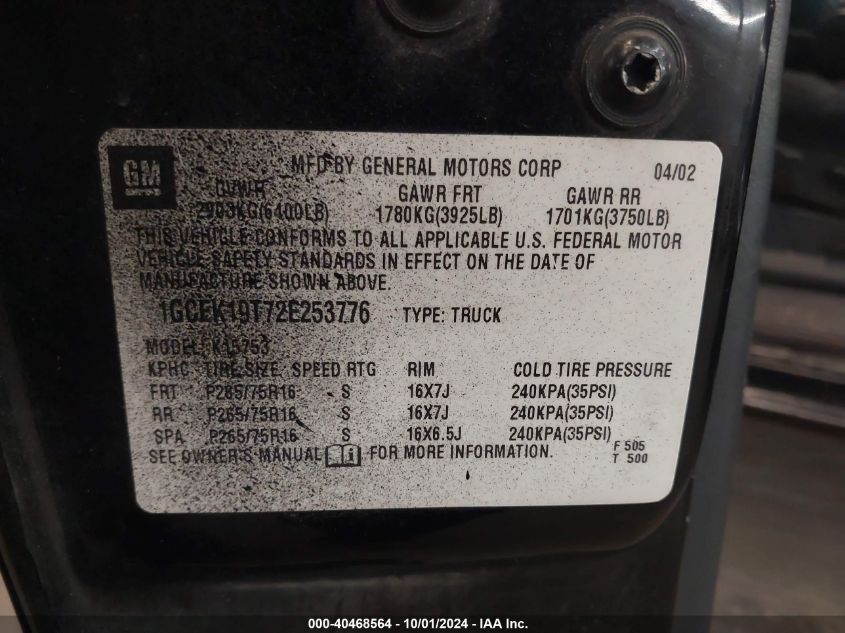 GM
MFD BY GENERAL MOTORS CORP 04/02
GVWR GAWR FRT GAWR RR
2903KG(6400LB) 1780KG(3925LB) 1701KG(3750LB)
THIS VEHICLE CONFORMS TO ALL APPLICABLE U.S. FEDERAL MOTOR
VEHICLE SAFETY STANDARDS IN EFFECT ON THE DATE OF
MANUFACTURE SHOWN ABOVE.
1GCEK19T72E253776 TYPE: TRUCK
MODEL: K15753
KPHC TIRE SIZE SPEED RTG RIM COLD TIRE PRESSURE
FRT P265/75R16 S 16X7J 240KPA(35PSI)
RR P265/75R16 S 16X7J 240KPA(35PSI)
SPA P265/75R16 S 16X6.5J 240KPA(35PSI)
SEE OWNER'S MANUAL FOR MORE INFORMATION.
F 505
T 500
000-40468564 - 10/01/2024 - IAA Inc.